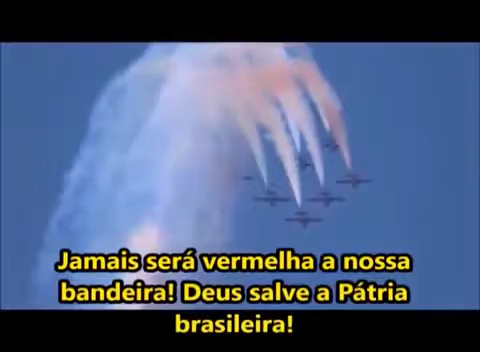 Jamais será vermelha a nossa
bandeira! Deus salve a Pátria
brasileira!